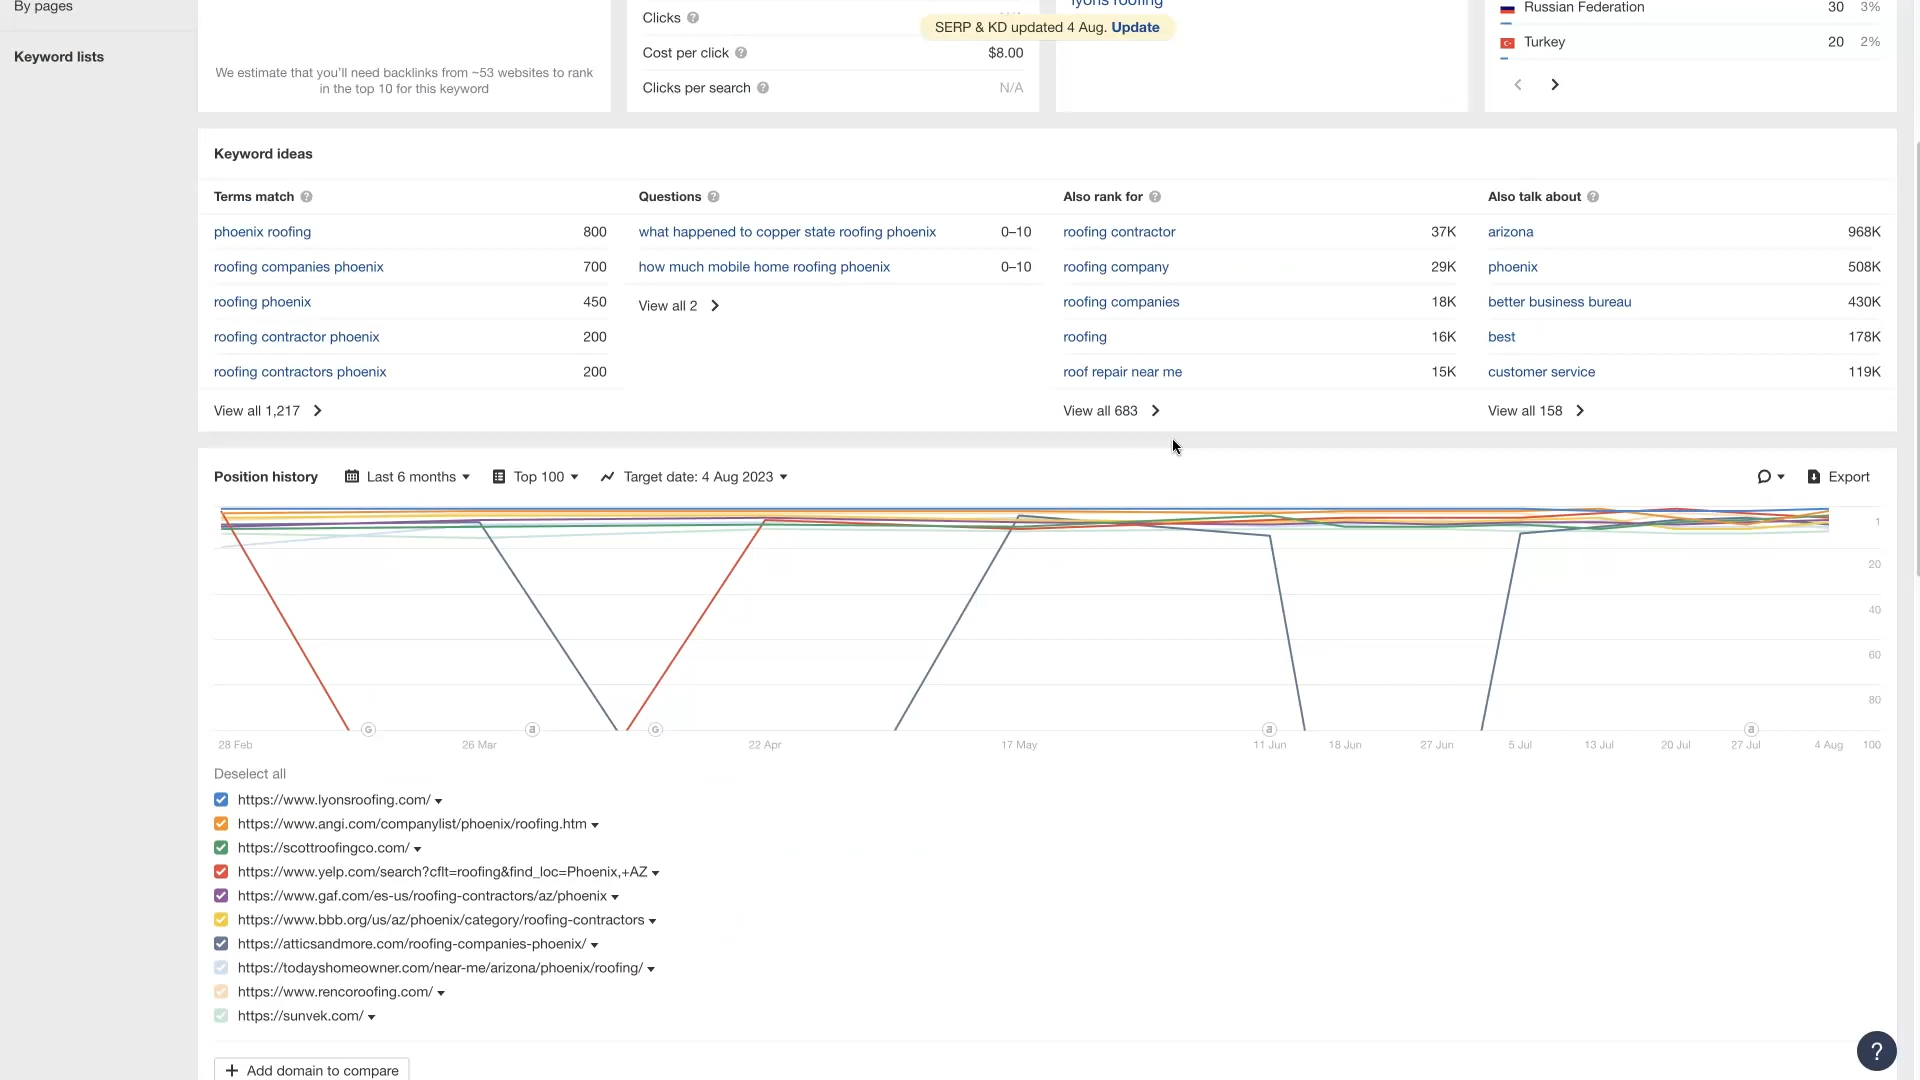 By pages
Keyword lists
We estimate that you'll need backlinks from ~53 websites to rank
in the top 10 for this keyword
Clicks
Cost per click $8.00
Clicks per search N/A
lyons roofing
SERP & KD updated 4 Aug. Update
Russian Federation 30 3%
Turkey 20 2%
Keyword ideas
Terms match
phoenix roofing 800
roofing companies phoenix 700
roofing phoenix 450
roofing contractor phoenix 200
roofing contractors phoenix 200
View all 1,217
Questions
what happened to copper state roofing phoenix 0–10
how much mobile home roofing phoenix 0–10
View all 2
Also rank for
roofing contractor 37K
roofing company 29K
roofing companies 18K
roofing 16K
roof repair near me 15K
View all 683
Also talk about
arizona 968K
phoenix 508K
better business bureau 430K
best 178K
customer service 119K
View all 158
Position history Last 6 months Top 100 Target date: 4 Aug 2023 Export
1
20
40
60
80
G a G a a
28 Feb 26 Mar 22 Apr 17 May 11 Jun 18 Jun 27 Jun 5 Jul 13 Jul 20 Jul 27 Jul 4 Aug 100
Deselect all
https://www.lyonsroofing.com/
https://www.angi.com/companylist/phoenix/roofing.htm
https://scottroofingco.com/
https://www.yelp.com/search?cflt=roofing&find_loc=Phoenix,+AZ
https://www.gaf.com/es-us/roofing-contractors/az/phoenix
https://www.bbb.org/us/az/phoenix/category/roofing-contractors
https://atticsandmore.com/roofing-companies-phoenix/
https://todayshomeowner.com/near-me/arizona/phoenix/roofing/
https://www.rencoroofing.com/
https://sunvek.com/
+ Add domain to compare
?